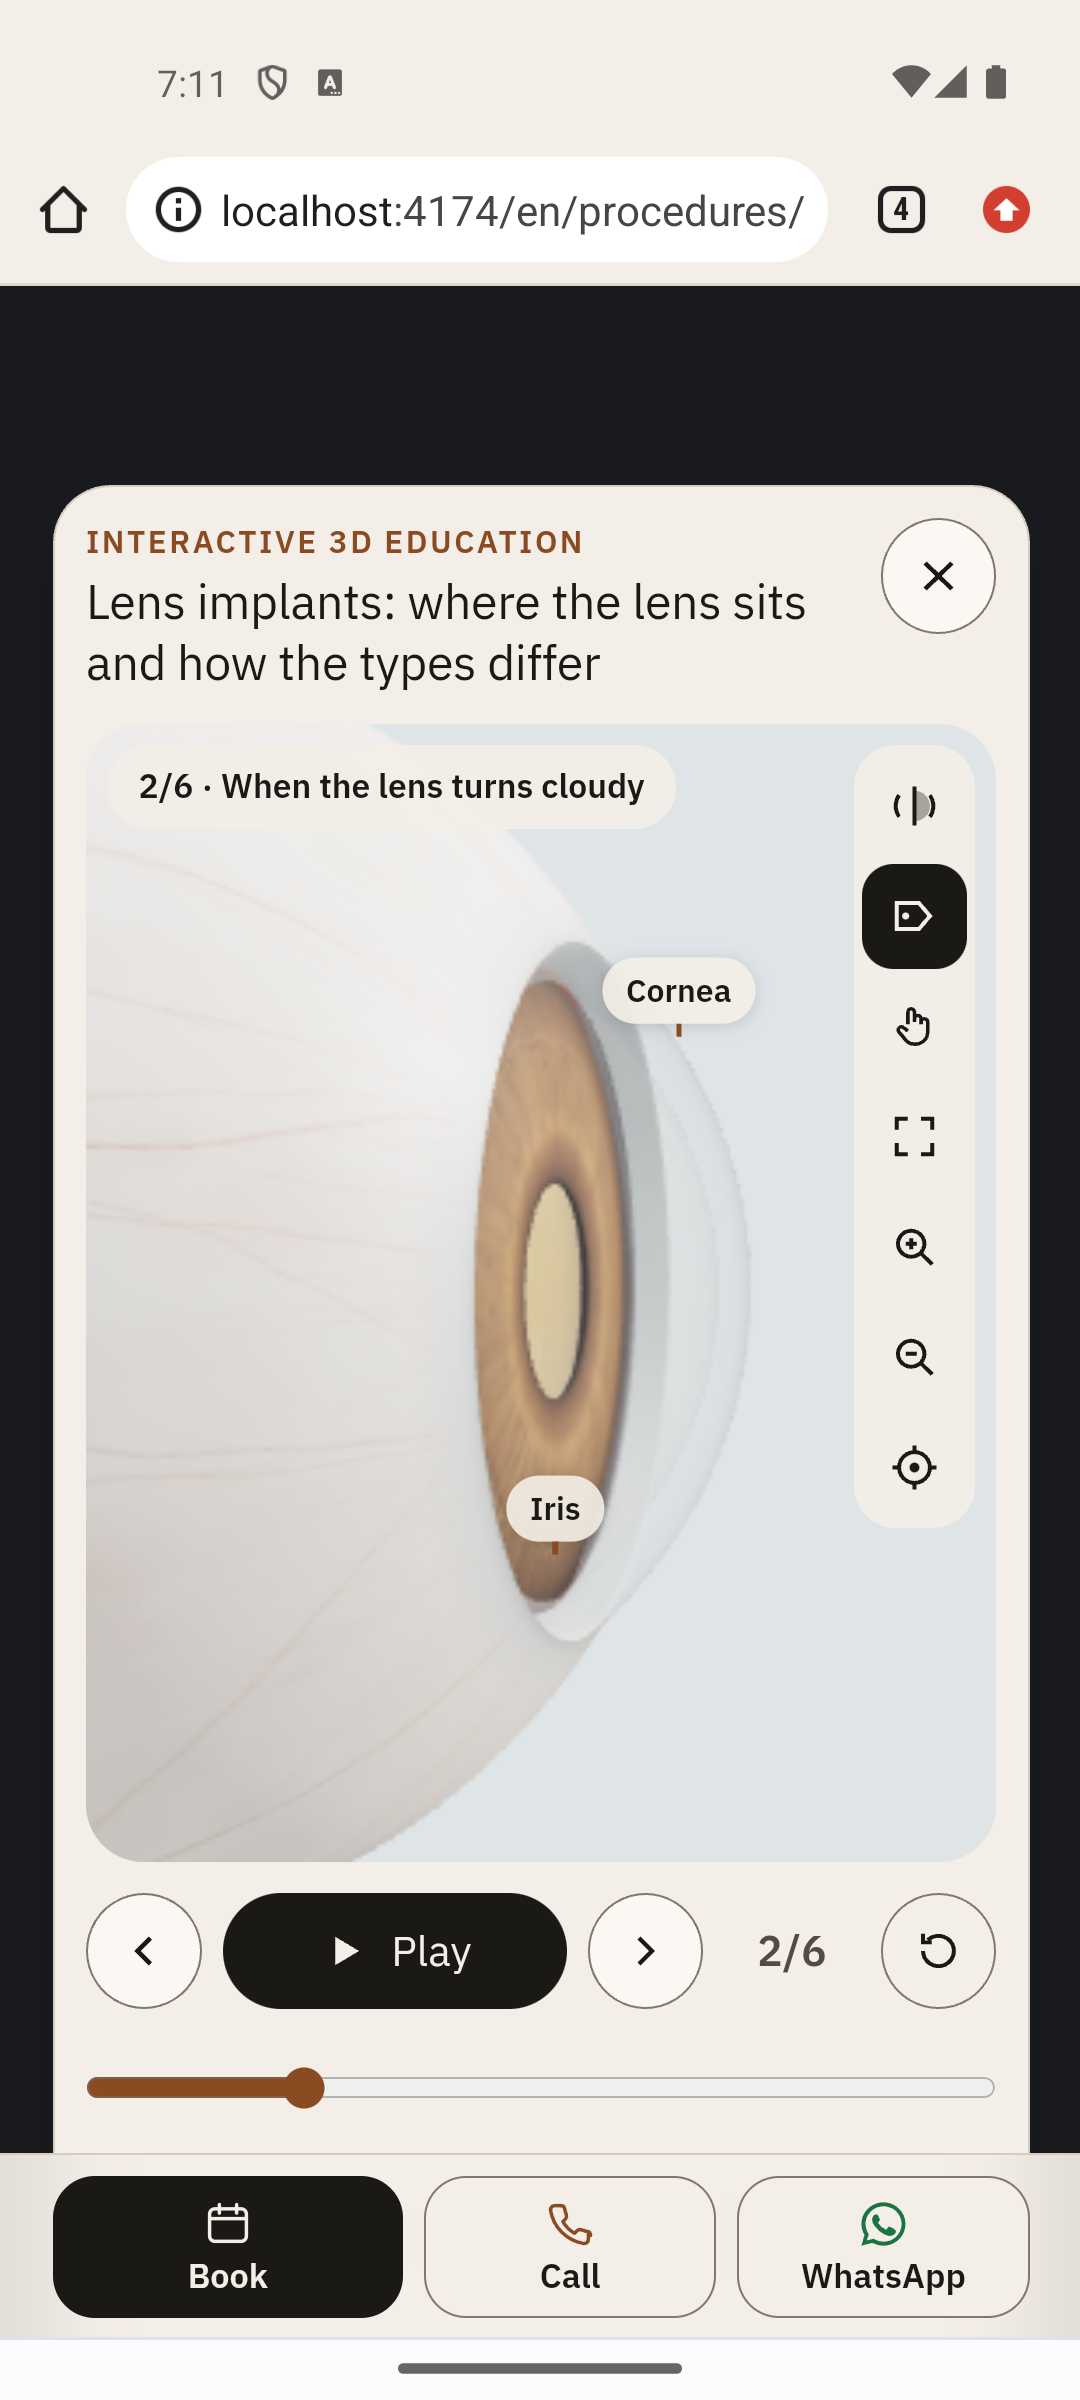 7:11
A
localhost:4174/en/procedures/
4
INTERACTIVE 3D EDUCATION
Lens implants: where the lens sits
and how the types differ
2/6 · When the lens turns cloudy
Cornea
Iris
Play
2/6
Book
Call
WhatsApp